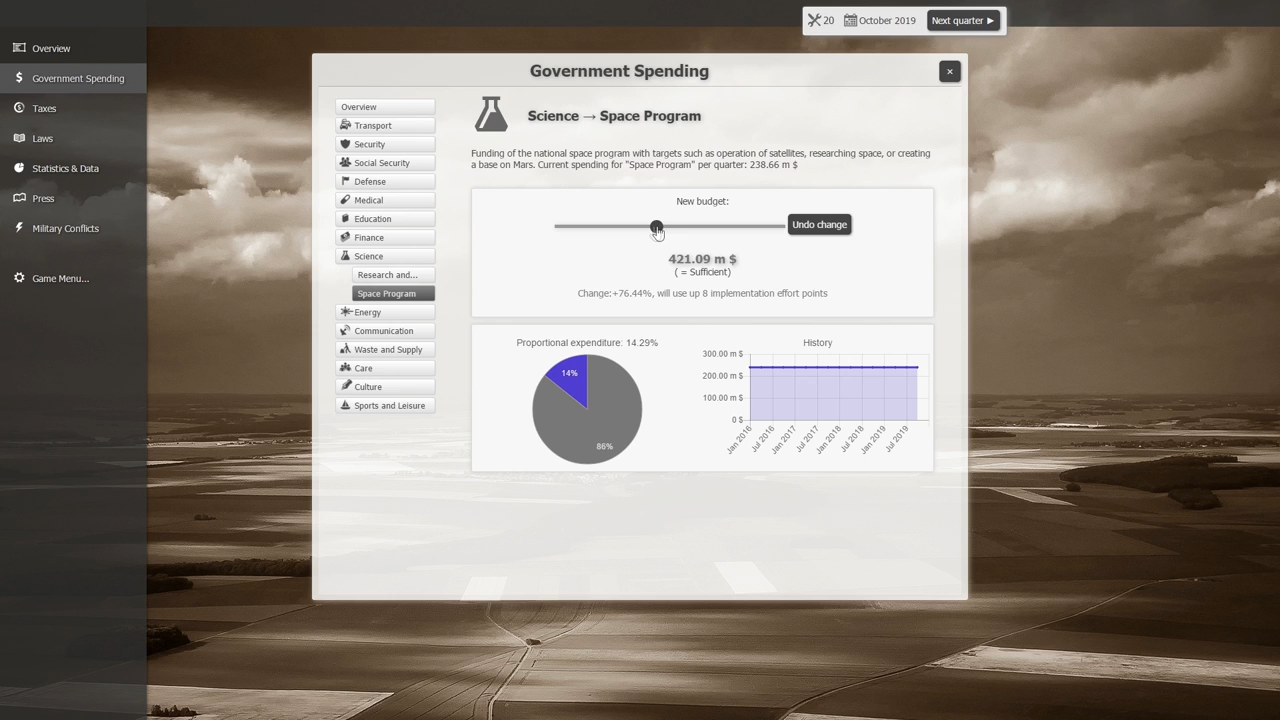 20
October 2019
Next quarter ▶
Overview
Government Spending
Taxes
Laws
Statistics & Data
Press
Military Conflicts
Game Menu...
Government Spending
×
Overview
Transport
Security
Social Security
Defense
Medical
Education
Finance
Science
Research and...
Space Program
Energy
Communication
Waste and Supply
Care
Culture
Sports and Leisure
Science → Space Program
Funding of the national space program with targets such as operation of satellites, researching space, or creating
a base on Mars. Current spending for "Space Program" per quarter: 238.66 m $
New budget:
Undo change
421.09 m $
( = Sufficient)
Change:+76.44%, will use up 8 implementation effort points
Proportional expenditure: 14.29%
14%
86%
History
300.00 m $
200.00 m $
100.00 m $
0 $
Jan 2016
Jul 2016
Jan 2017
Jul 2017
Jan 2018
Jul 2018
Jan 2019
Jul 2019